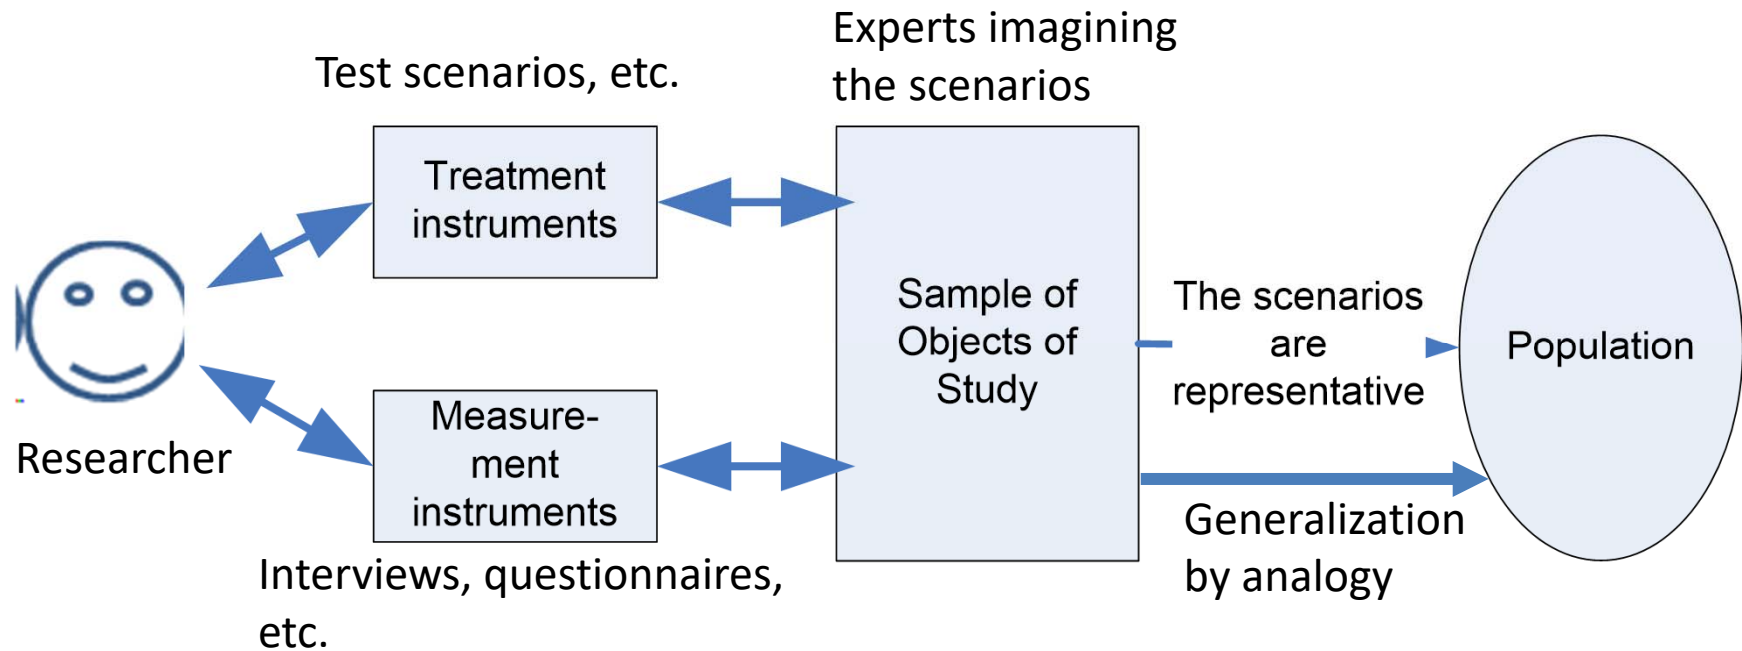 Experts imagining
the scenarios
Test scenarios, etc.
Treatment
instruments
Sample of
Objects of
Study
The scenarios
are
representative
Population
Researcher
Measure-
ment
instruments
Interviews, questionnaires,
etc.
Generalization
by analogy